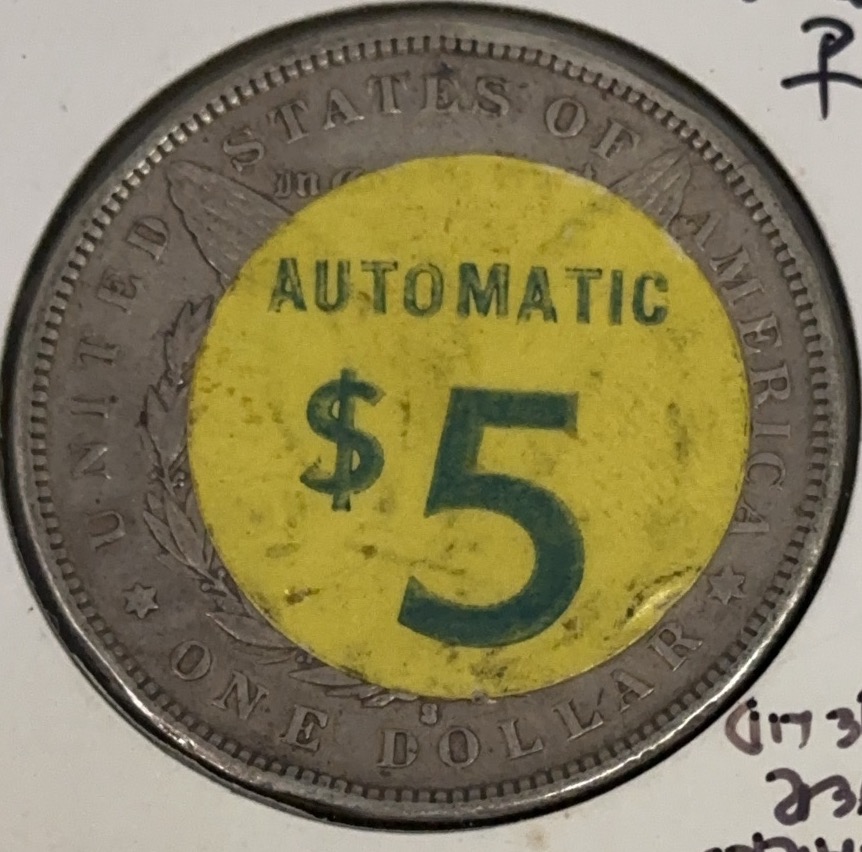 UNITED STATES OF AMERICA
In
AUTOMATIC
$5
S
ONE DOLLAR